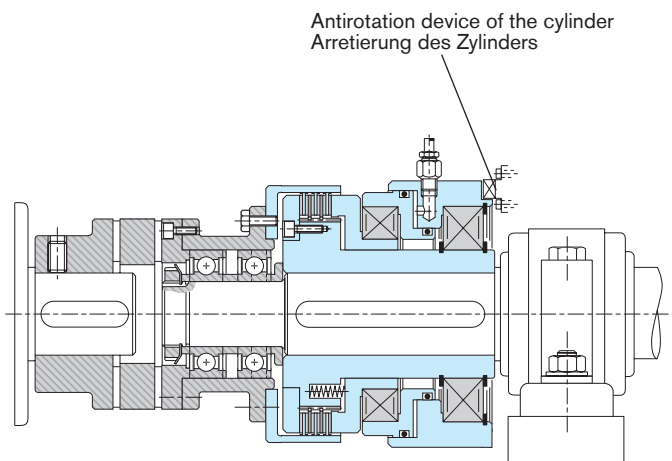 Antirotation device of the cylinder
Arretierung des Zylinders